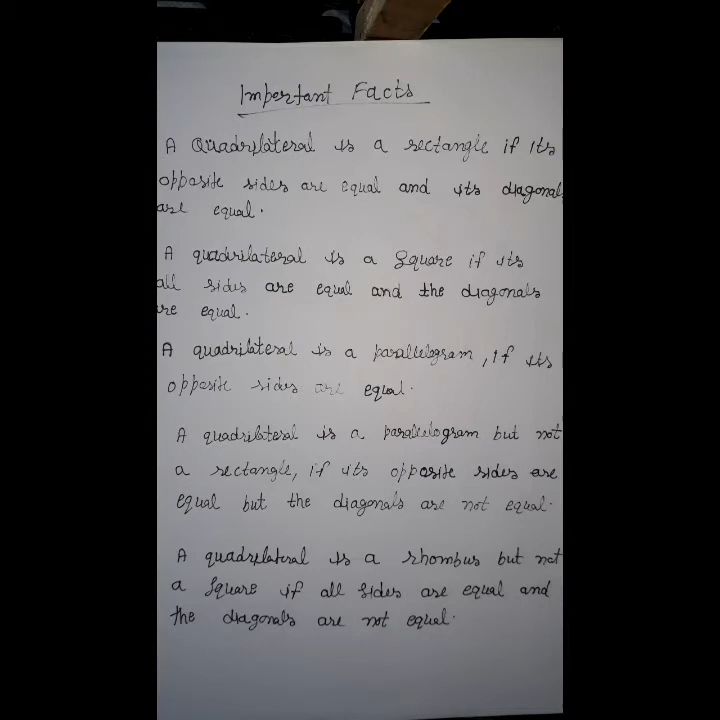 Important Facts
A Quadrilateral is a rectangle if its
opposite sides are equal and its diagonals
are equal.
A quadrilateral is a Square if its
all sides are equal and the diagonals
are equal.
A quadrilateral is a parallelogram, if its
opposite sides are equal.
A quadrilateral is a parallelogram but not
a rectangle, if its opposite sides are
equal but the diagonals are not equal.
A quadrilateral is a rhombus but not
a Square if all sides are equal and
the diagonals are not equal.